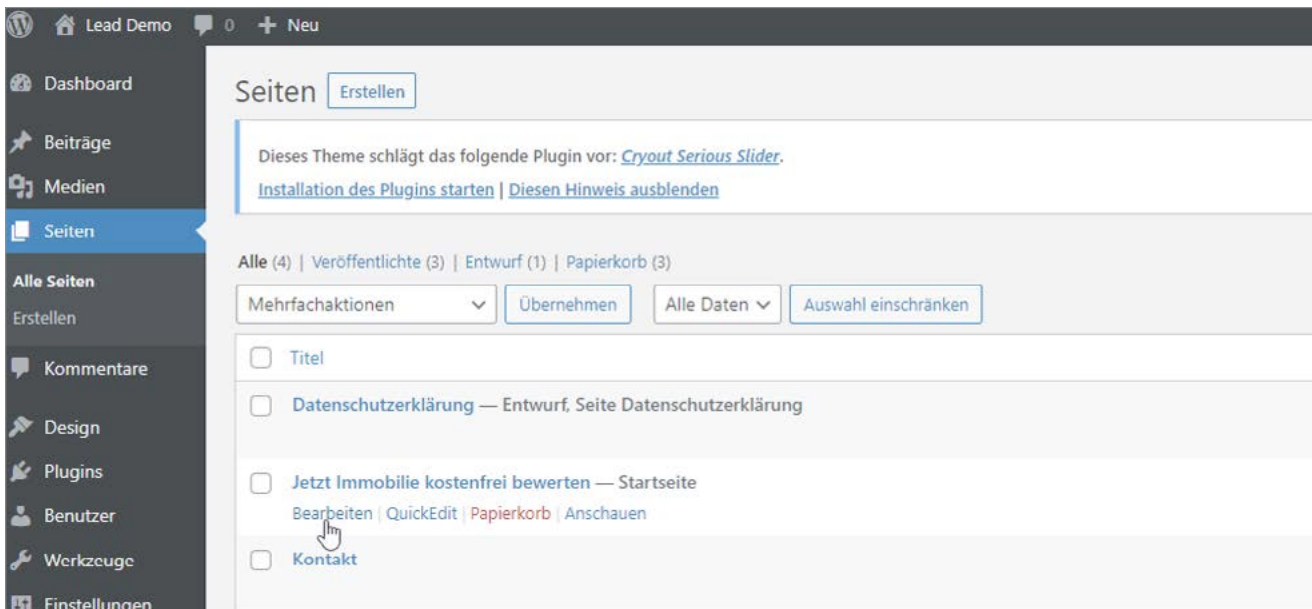 Lead Demo 0 Neu
Dashboard
Beiträge
Medien
Seiten
Alle Seiten
Erstellen
Kommentare
Design
Plugins
Benutzer
Werkzeuge
Einstellungen
Seiten Erstellen
Dieses Theme schlägt das folgende Plugin vor: Cryout Serious Slider.
Installation des Plugins starten | Diesen Hinweis ausblenden
Alle (4) | Veröffentlichte (3) | Entwurf (1) | Papierkorb (3)
Mehrfachaktionen Übernehmen Alle Daten Auswahl einschränken
Titel
Datenschutzerklärung — Entwurf, Seite Datenschutzerklärung
Jetzt Immobilie kostenfrei bewerten — Startseite
Bearbeiten | QuickEdit | Papierkorb | Anschauen
Kontakt